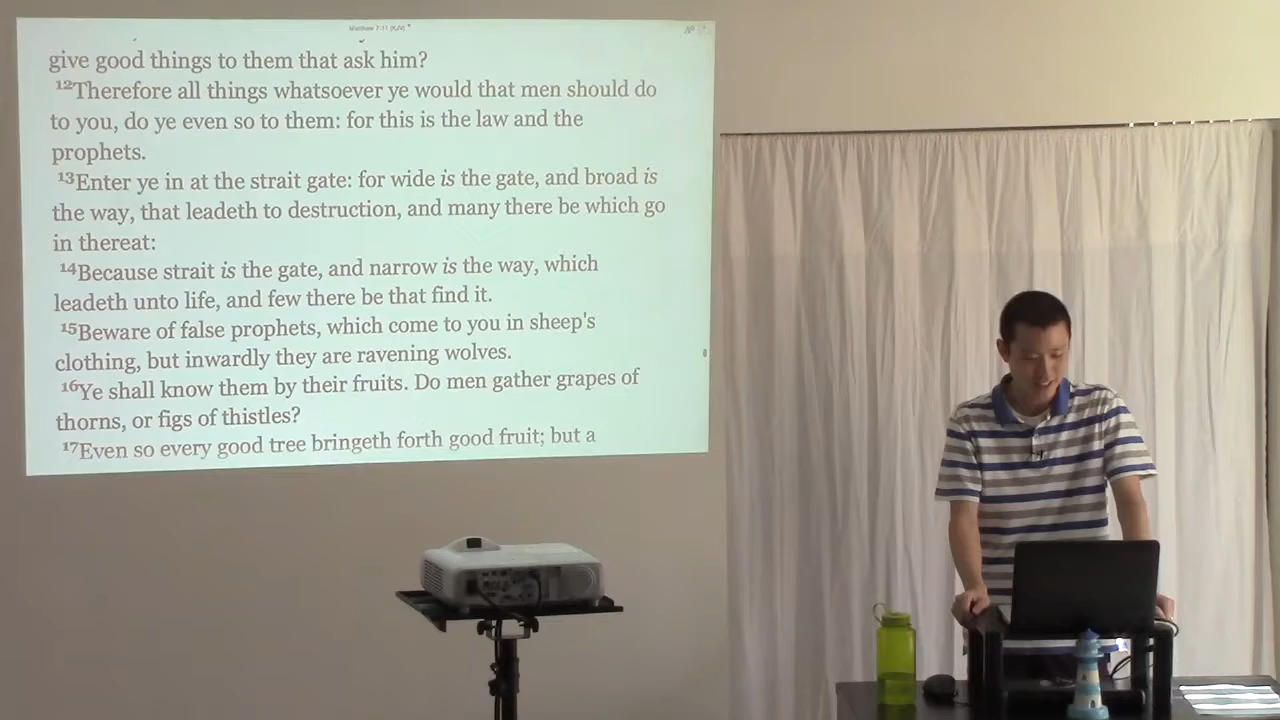 Matthew 7:11 (KJV)
give good things to them that ask him?
12Therefore all things whatsoever ye would that men should do
to you, do ye even so to them: for this is the law and the
prophets.
13Enter ye in at the strait gate: for wide is the gate, and broad is
the way, that leadeth to destruction, and many there be which go
in thereat:
14Because strait is the gate, and narrow is the way, which
leadeth unto life, and few there be that find it.
15Beware of false prophets, which come to you in sheep's
clothing, but inwardly they are ravening wolves.
16Ye shall know them by their fruits. Do men gather grapes of
thorns, or figs of thistles?
17Even so every good tree bringeth forth good fruit; but a